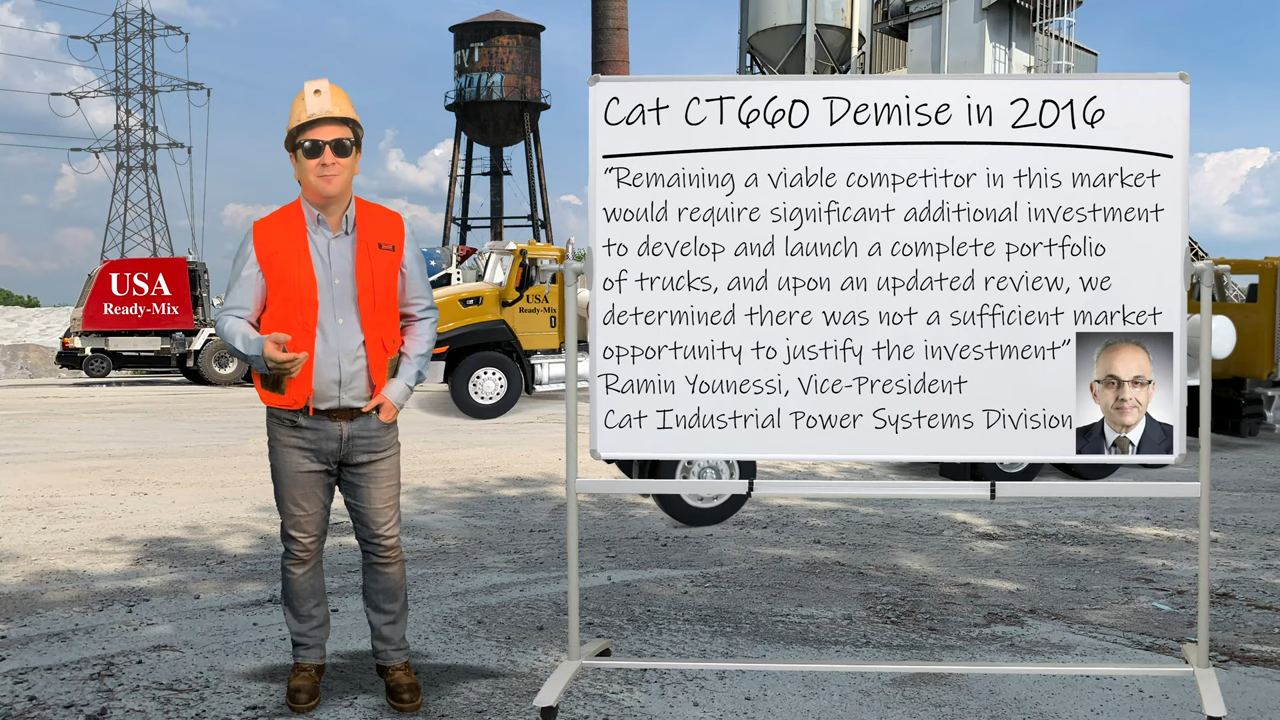 Cat CT660 Demise in 2016
"Remaining a viable competitor in this market
would require significant additional investment
to develop and launch a complete portfolio
of trucks, and upon an updated review, we
determined there was not a sufficient market
opportunity to justify the investment"
Ramin Younessi, Vice-President
Cat Industrial Power Systems Division
USA
Ready-Mix
USA
Ready-Mix